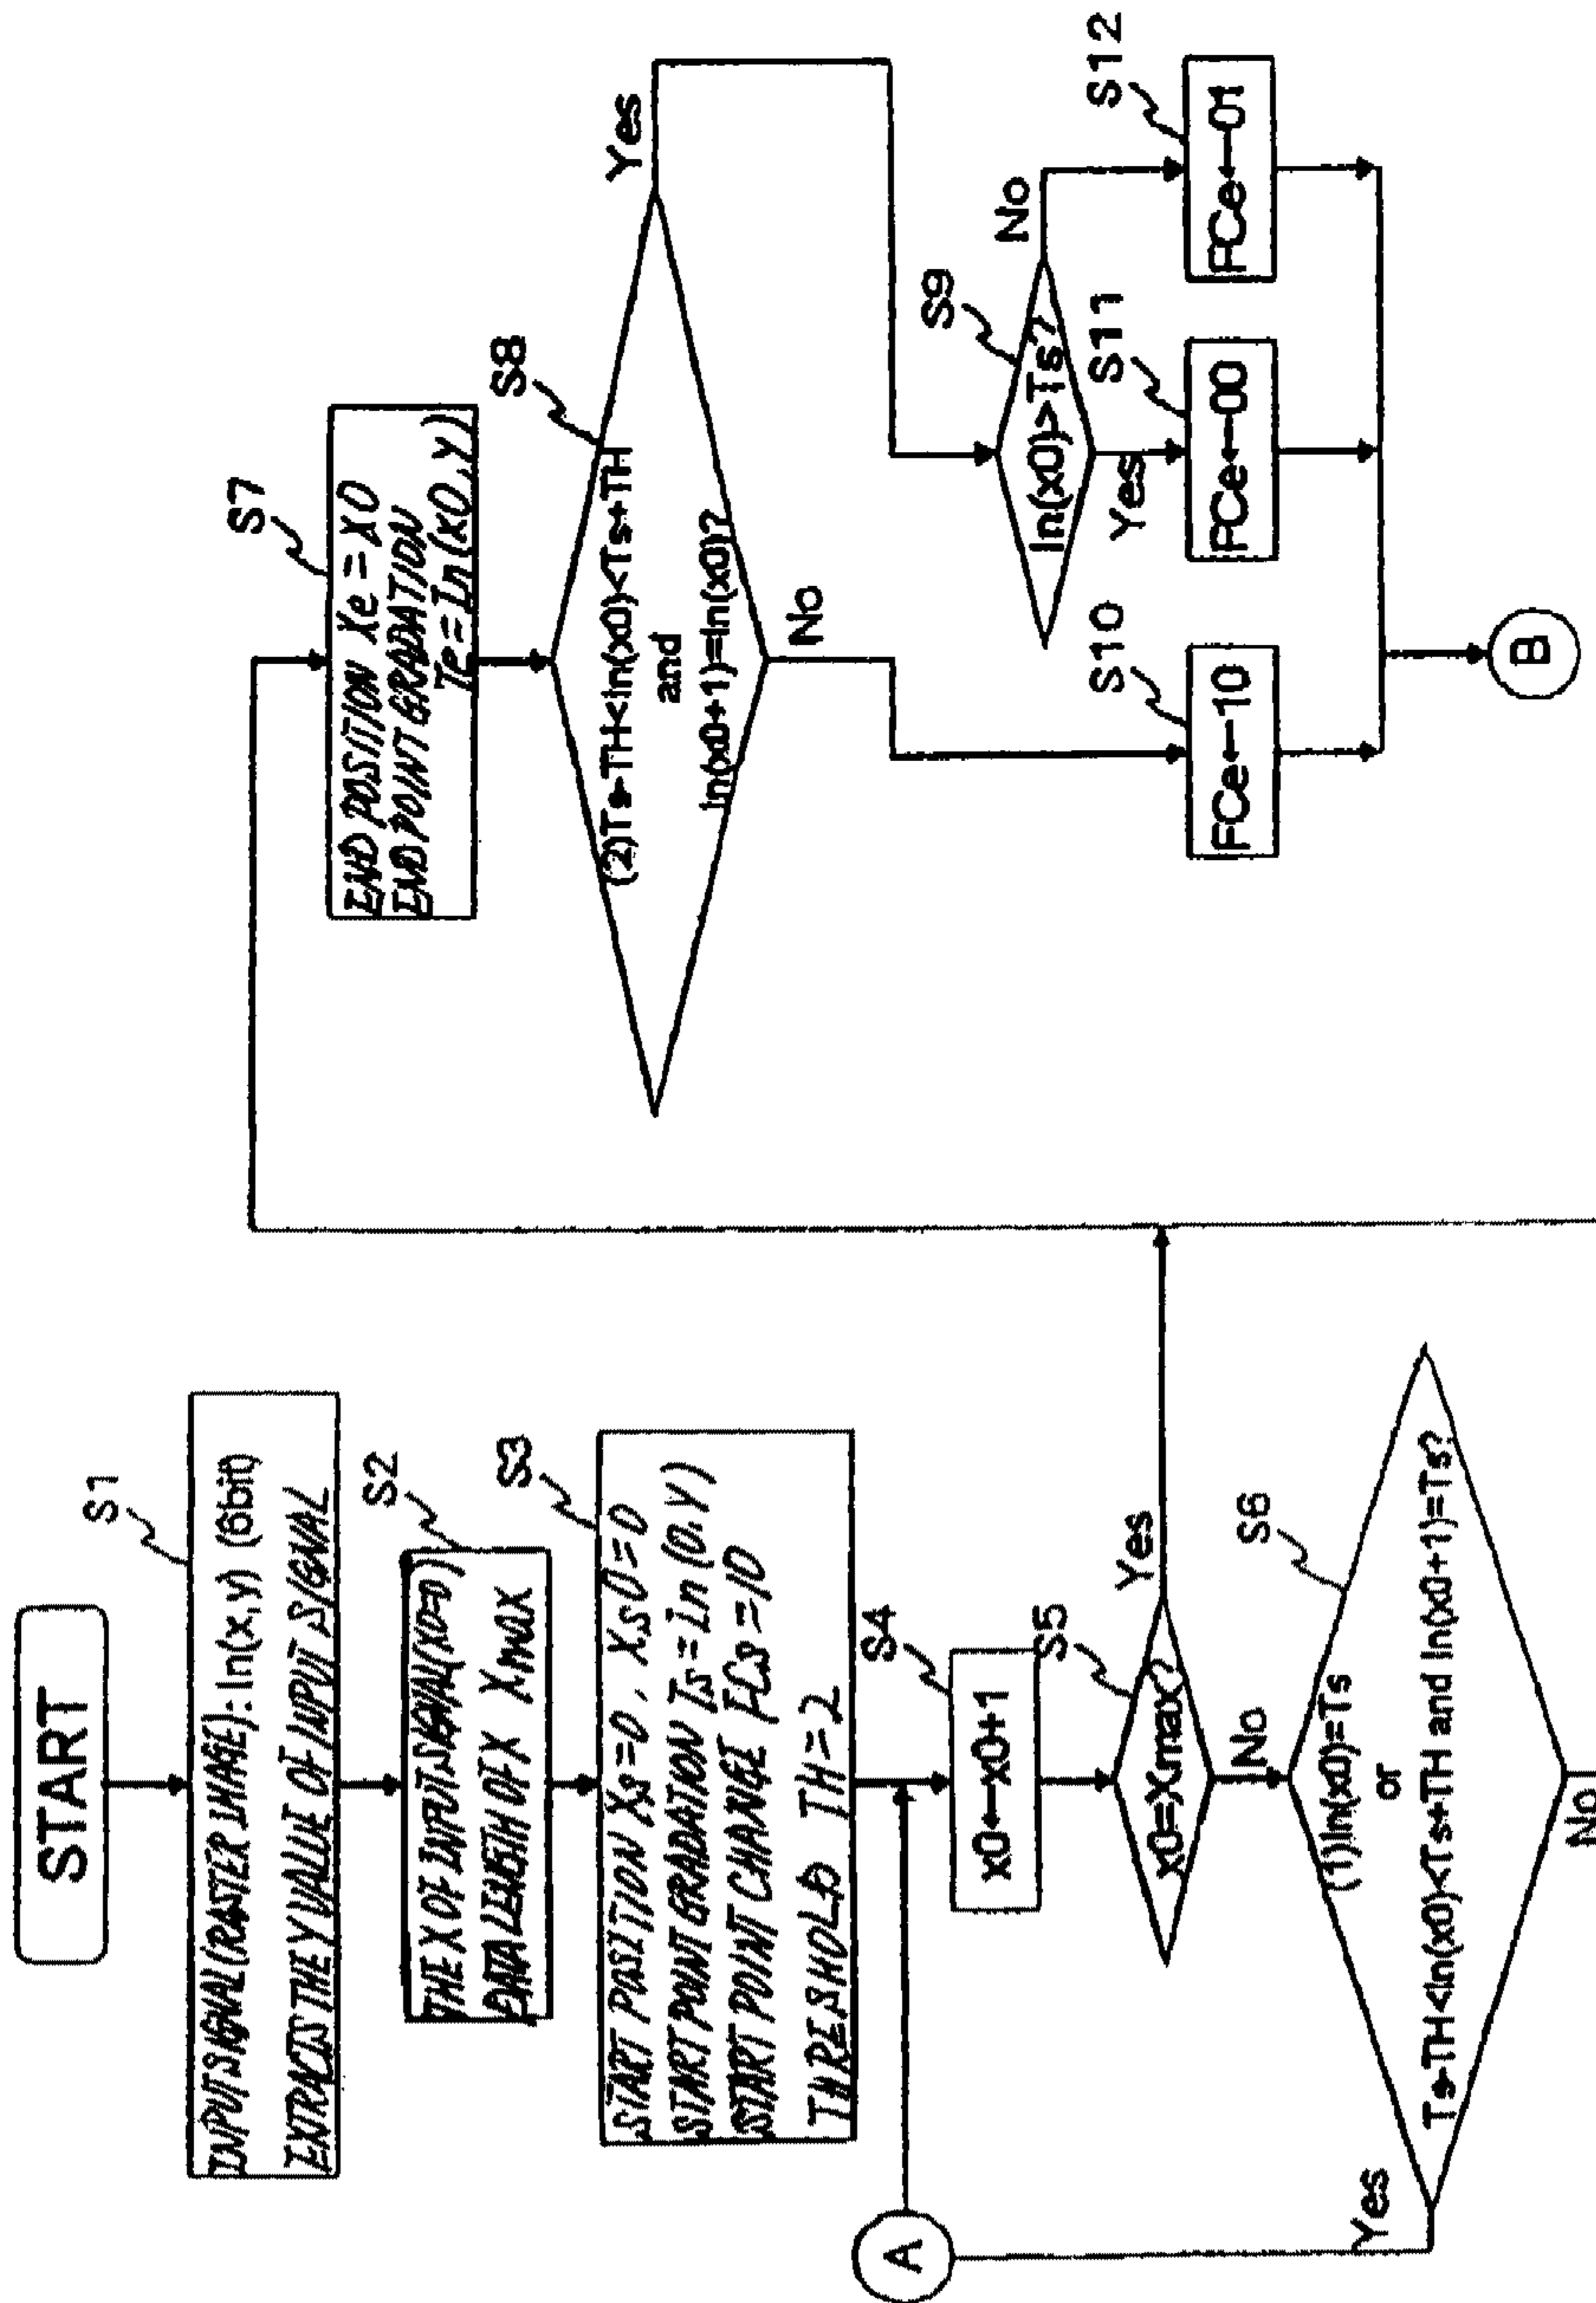 START
S1
INPUT SIGNAL (RASTER IMAGE): In(x,y) (6bit)
EXTRACTS THE Y VALUE OF INPUT SIGNAL
S2
THE X OF INPUT SIGNAL (X0=0)
DATA LENGTH OF X Xmax
S3
START POSITION Xs=0, Xs0=0
START POINT GRADATION Ts=In(0.Y)
START POINT CHANGE FCs=10
THRESHOLD TH=2
A
S4
x0←x0+1
S5
x0=Xmax?
Yes
No
S6
(1)In(x0)=Ts
or
Ts-TH<In(x0)<Ts+TH and In(x0+1)=Ts?
Yes
No
S7
END POSITION Xe=X0
END POINT GRADATION
Te=In(x0,y)
S8
(2)Ts-TH<In(x0)<Ts+TH
and
In(x0+1)=In(x0)?
Yes
No
S9
In(x0)>Ts?
No
Yes
S10
FCe←10
S11
FCe←00
S12
FCe←01
B